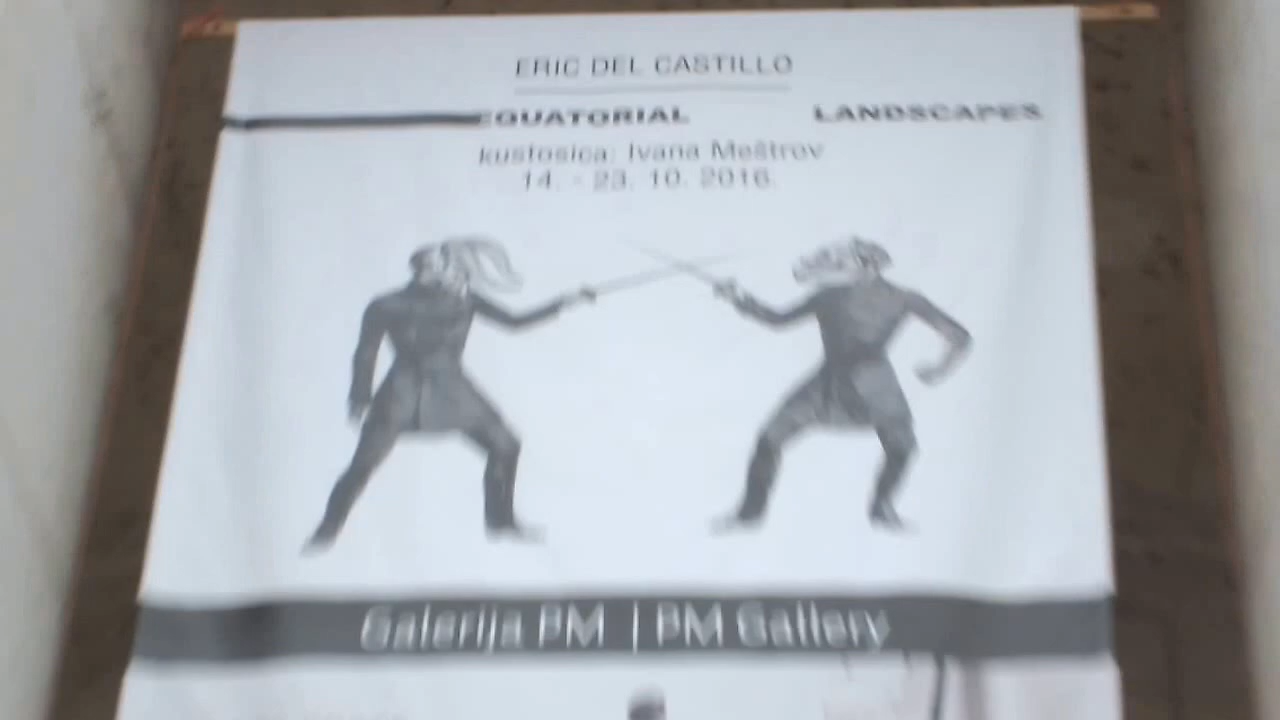 ERIC DEL CASTILLO
EQUATORIAL LANDSCAPES
kustosica: Ivana Meštrov
14. - 23. 10. 2016.
Galerija PM | PM Gallery